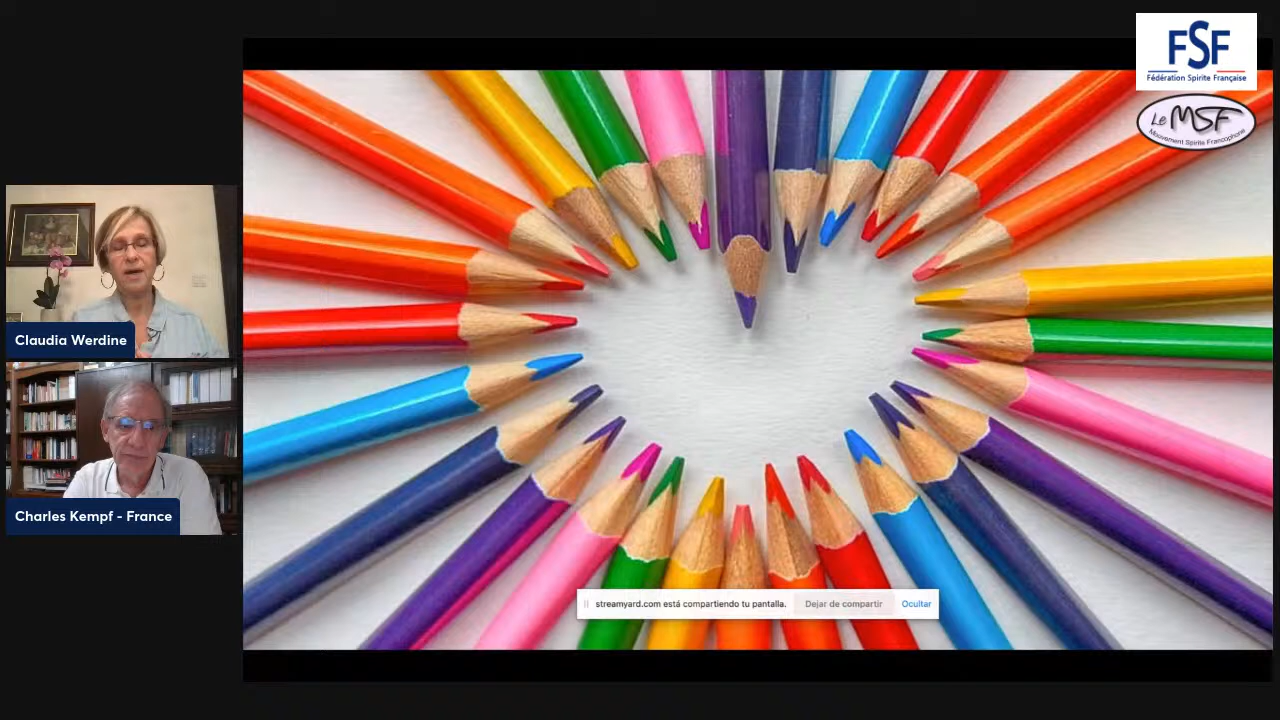 FSF
Fédération Spirite Française
Le MSF
Mouvement Spirite Francophone
Claudia Werdine
Charles Kempf - France
streamyard.com está compartiendo tu pantalla. Dejar de compartir Ocultar